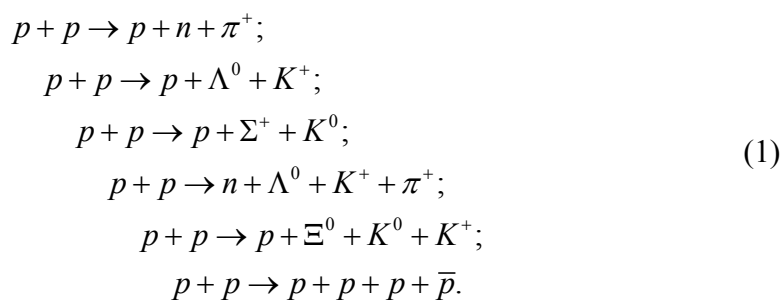 p + p → p + n + π⁺;
p + p → p + Λ⁰ + K⁺;
p + p → p + Σ⁺ + K⁰;
(1)
p + p → n + Λ⁰ + K⁺ + π⁺;
p + p → p + Ξ⁰ + K⁰ + K⁺;
p + p → p + p + p + p̅.